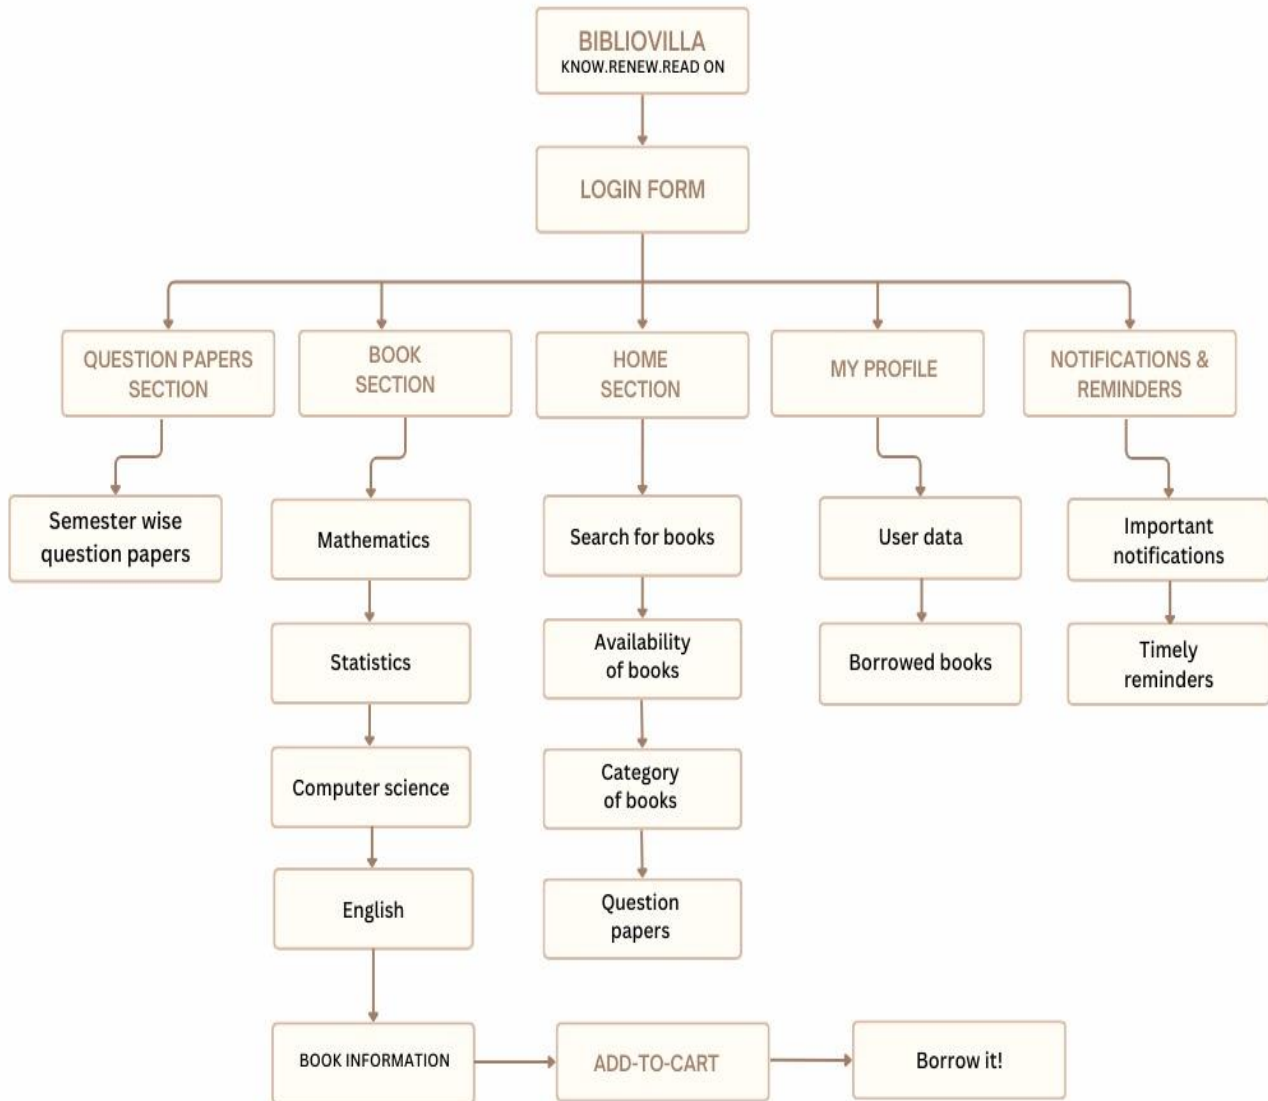 BIBLIOVILLA
KNOW.RENEW.READ ON
LOGIN FORM
QUESTION PAPERS
SECTION
BOOK
SECTION
HOME
SECTION
MY PROFILE
NOTIFICATIONS &
REMINDERS
Semester wise
question papers
Mathematics
Search for books
User data
Important
notifications
Statistics
Availability
of books
Borrowed books
Timely
reminders
Computer science
Category
of books
English
Question
papers
BOOK INFORMATION
ADD-TO-CART
Borrow it!